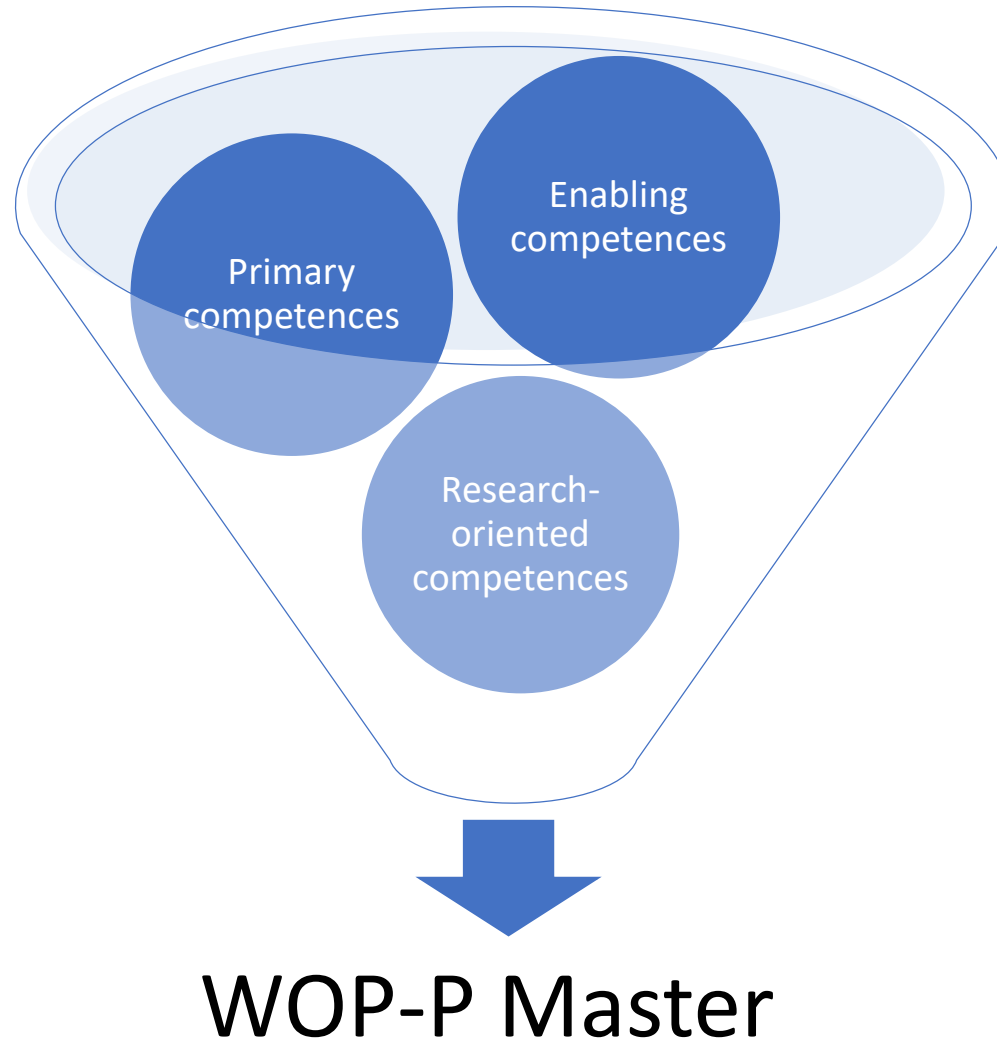 Enabling
competences
Primary
competences
Research-
oriented
competences
WOP-P Master